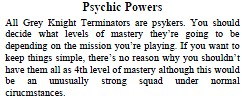 Psychic Powers
All Grey Knight Terminators are psykers. You should
decide what levels of mastery they're going to be
depending on the mission you're playing. If you want to
keep things simple, there's no reason why you shouldn't
have them all as 4th level of mastery although this would
be an unusually strong squad under normal
cirucmstances.